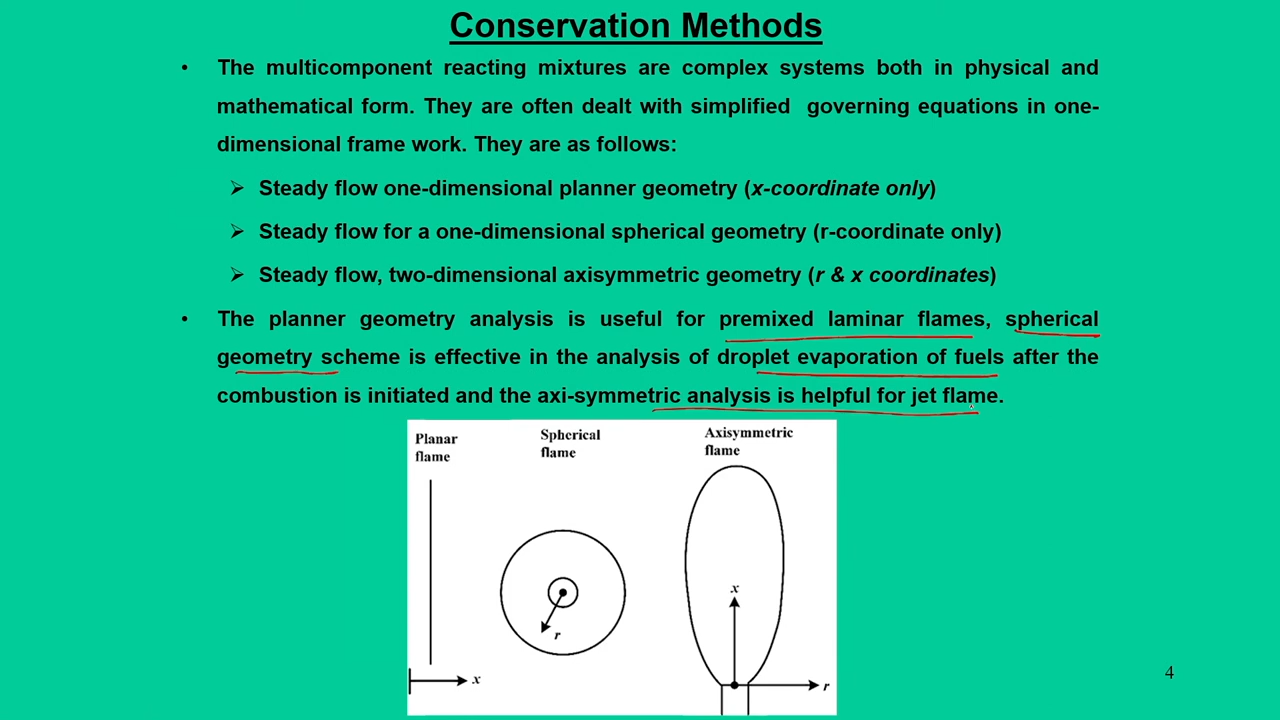 Conservation Methods
• The multicomponent reacting mixtures are complex systems both in physical and
mathematical form. They are often dealt with simplified governing equations in one-
dimensional frame work. They are as follows:
➢ Steady flow one-dimensional planner geometry (x-coordinate only)
➢ Steady flow for a one-dimensional spherical geometry (r-coordinate only)
➢ Steady flow, two-dimensional axisymmetric geometry (r & x coordinates)
• The planner geometry analysis is useful for premixed laminar flames, spherical
geometry scheme is effective in the analysis of droplet evaporation of fuels after the
combustion is initiated and the axi-symmetric analysis is helpful for jet flame.
Planar
flame
x
Spherical
flame
r
Axisymmetric
flame
x
r
4